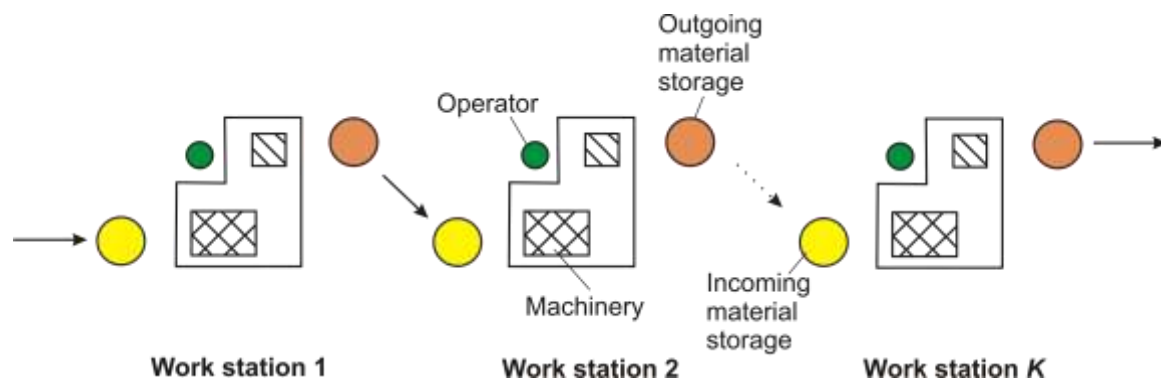 Outgoing
material
storage
Operator
Machinery
Incoming
material
storage
Work station 1
Work station 2
Work station K